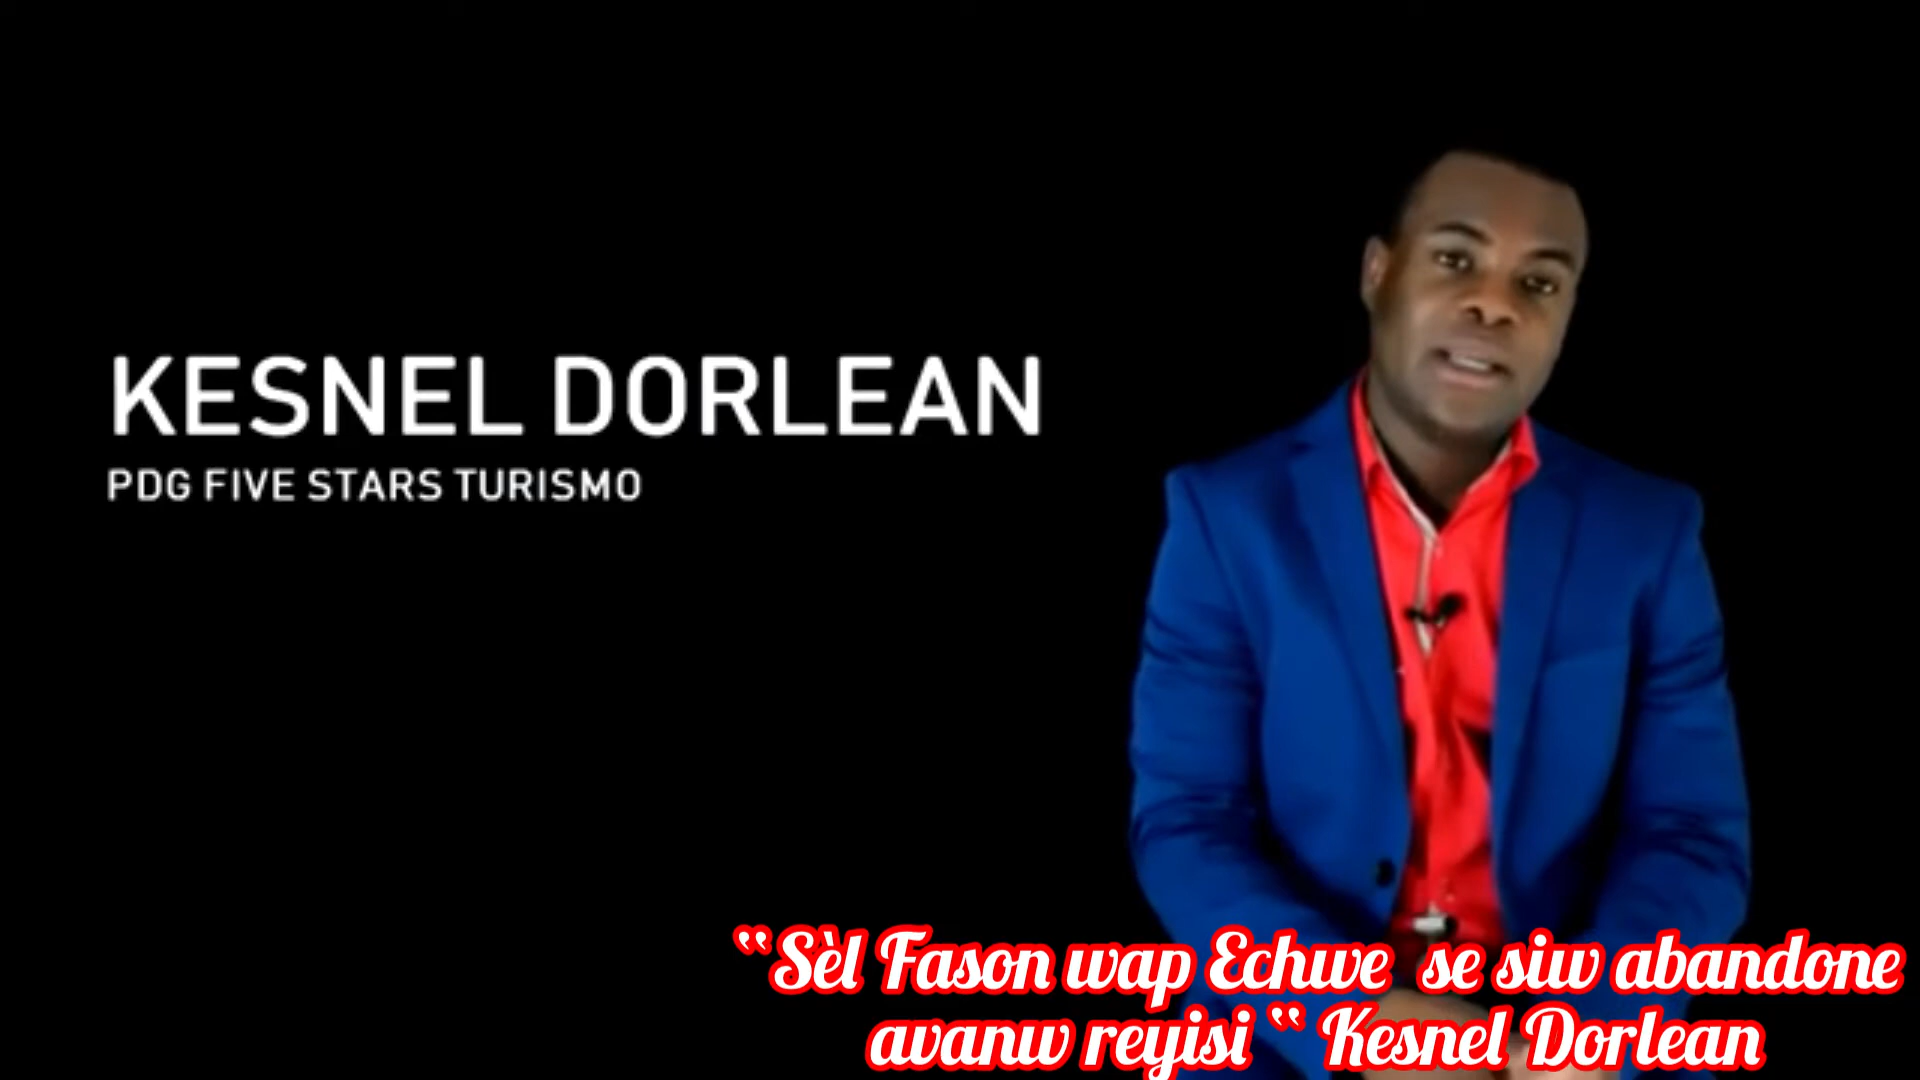 KESNEL DORLEAN
PDG FIVE STARS TURISMO
‟Sèl Fason wap Echwe se siw abandone
avanw reyisi ‟ Kesnel Dorlean